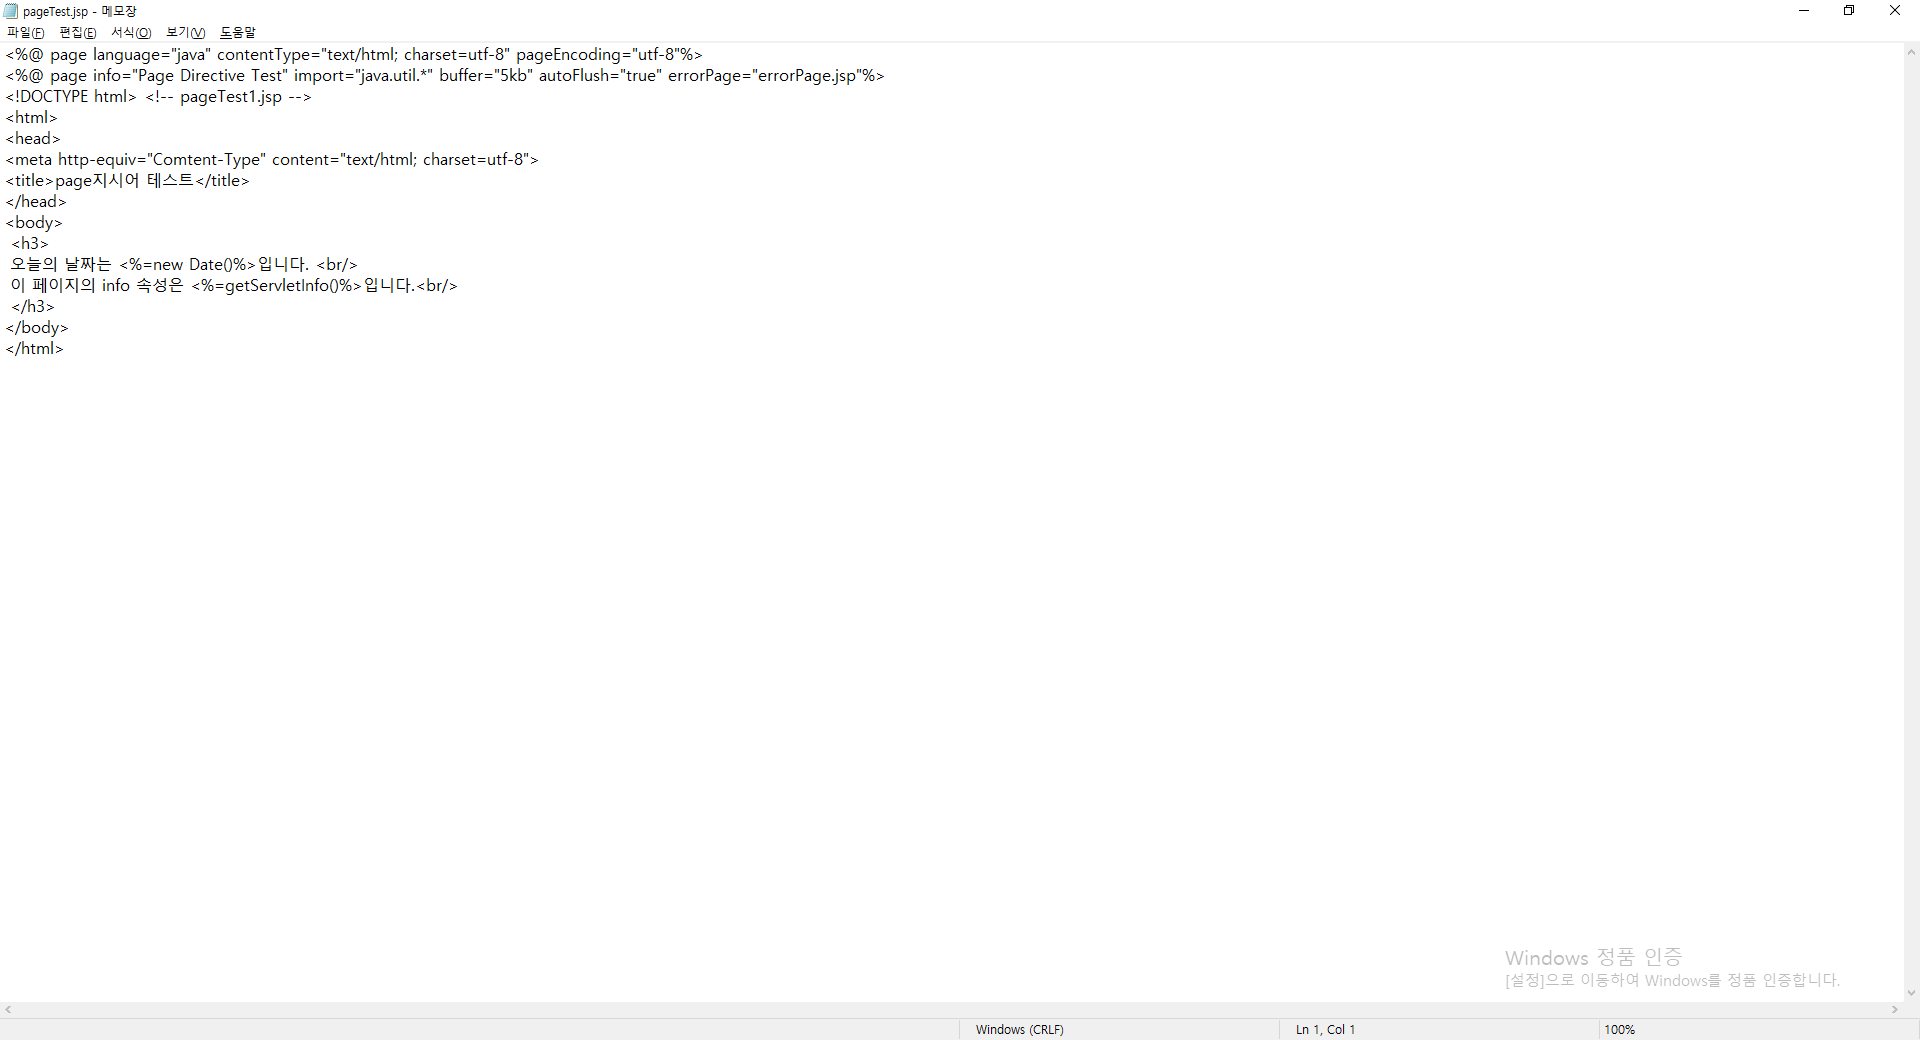 pageTest.jsp - 메모장
파일(F) 편집(E) 서식(O) 보기(V) 도움말
<%@ page language="java" contentType="text/html; charset=utf-8" pageEncoding="utf-8"%>
<%@ page info="Page Directive Test" import="java.util.*" buffer="5kb" autoFlush="true" errorPage="errorPage.jsp"%>
<!DOCTYPE html> <!-- pageTest1.jsp -->
<html>
<head>
<meta http-equiv="Comtent-Type" content="text/html; charset=utf-8">
<title>page지시어 테스트</title>
</head>
<body>
 <h3>
 오늘의 날짜는 <%=new Date()%>입니다. <br/>
 이 페이지의 info 속성은 <%=getServletInfo()%>입니다.<br/>
 </h3>
</body>
</html>
Windows 정품 인증
[설정]으로 이동하여 Windows를 정품 인증합니다.
Windows (CRLF) Ln 1, Col 1 100%